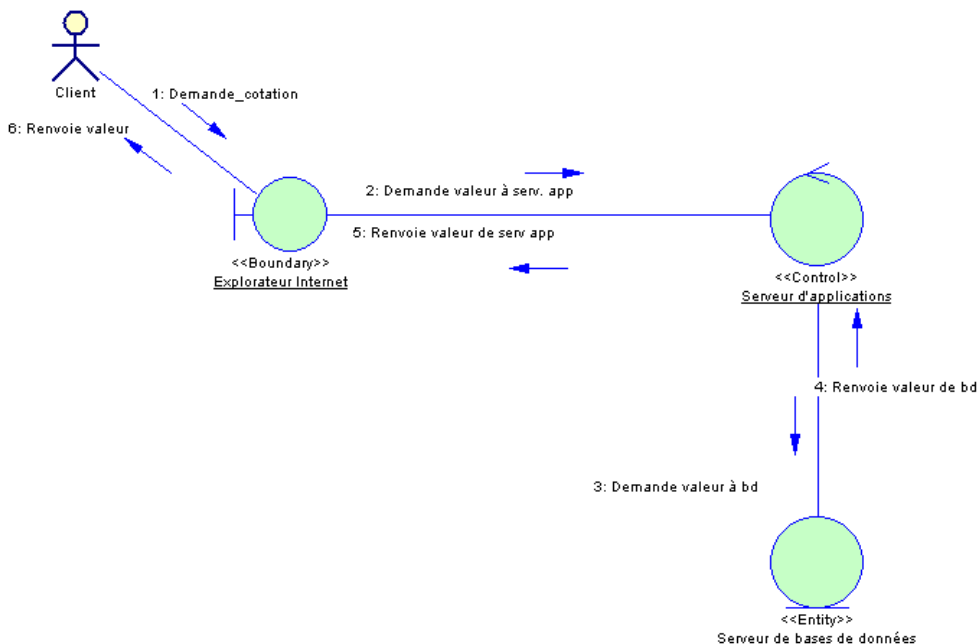 Client
1: Demande_cotation
6: Renvoie valeur
2: Demande valeur à serv. app
5: Renvoie valeur de serv app
<<Boundary>>
Explorateur Internet
<<Control>>
Serveur d'applications
4: Renvoie valeur de bd
3: Demande valeur à bd
<<Entity>>
Serveur de bases de données